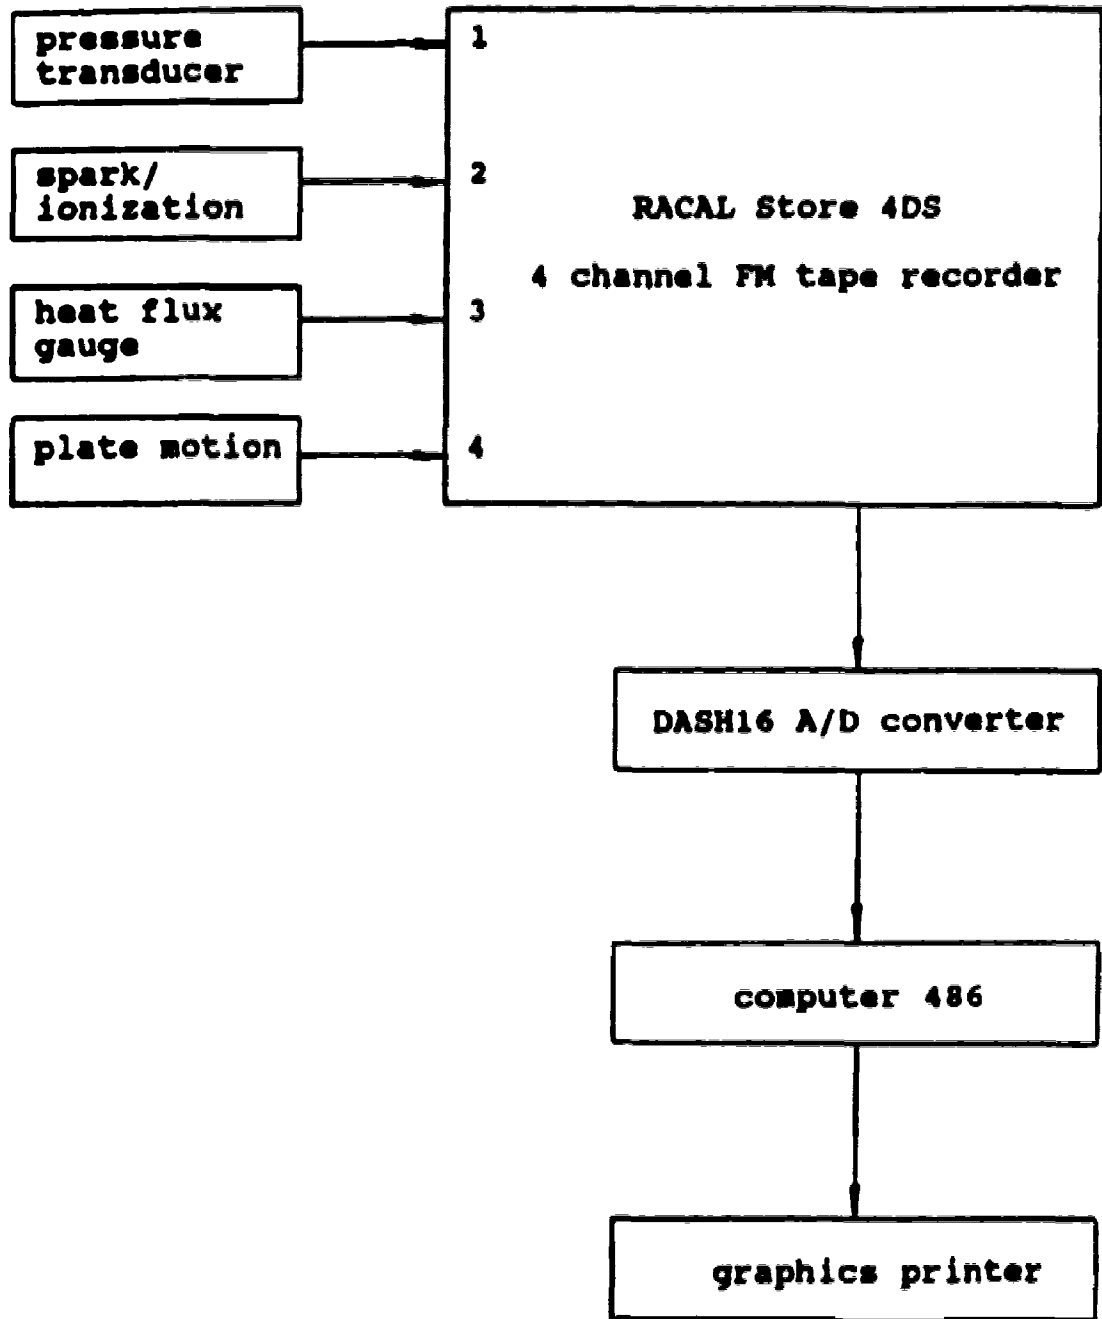 pressure
transducer
1
spark/
ionization
2
heat flux
gauge
3
plate motion
4
RACAL Store 4DS
4 channel FM tape recorder
DASH16 A/D converter
computer 486
graphics printer